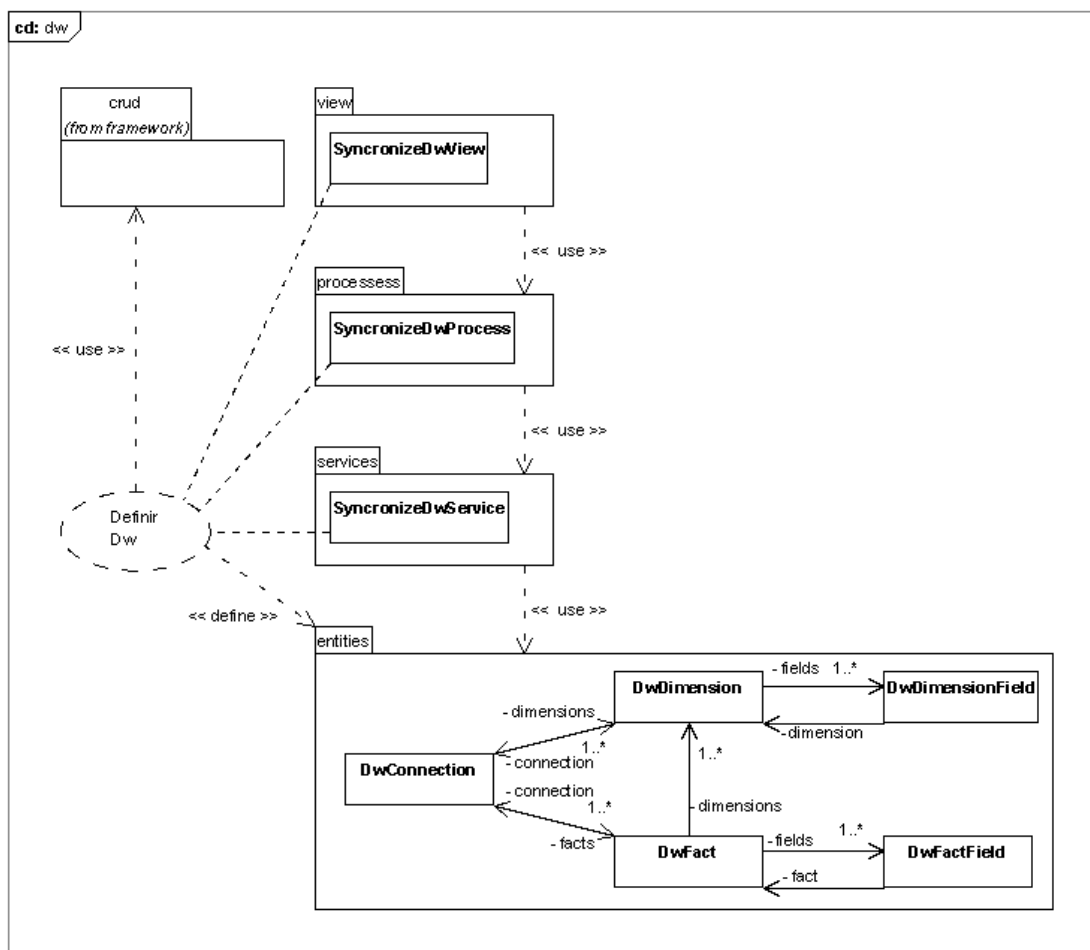 cd: dw
crud
(from framework)
view
SyncronizeDwView
<< use >>
processess
SyncronizeDwProcess
<< use >>
<< use >>
services
SyncronizeDwService
Definir
Dw
<< define >>
<< use >>
entities
DwDimension
- fields 1..*
DwDimensionField
- dimensions
- dimension
1..*
1..*
DwConnection
- connection
- connection
1..*
- dimensions
- facts
DwFact
- fields
1..*
DwFactField
- fact